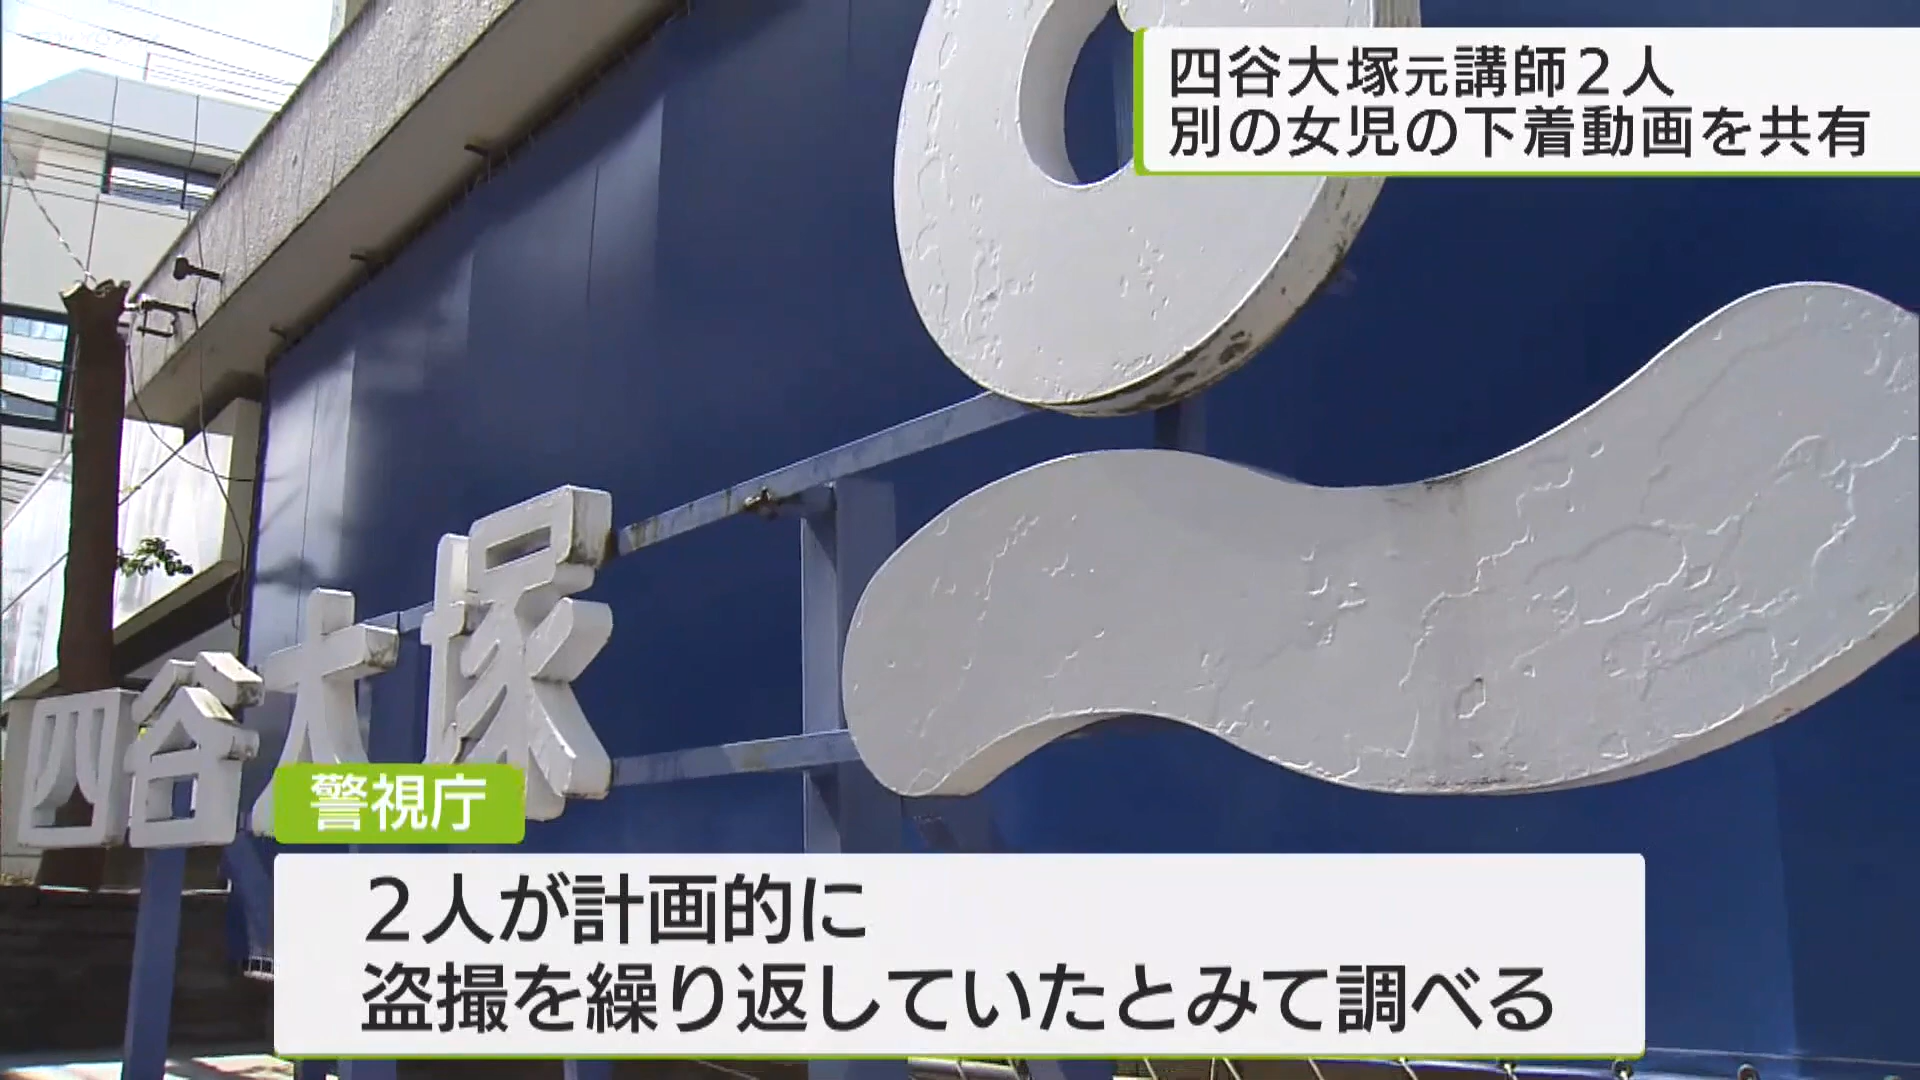 四谷大塚元講師２人
別の女児の下着動画を共有
四谷大塚
警視庁
２人が計画的に
盗撮を繰り返していたとみて調べる